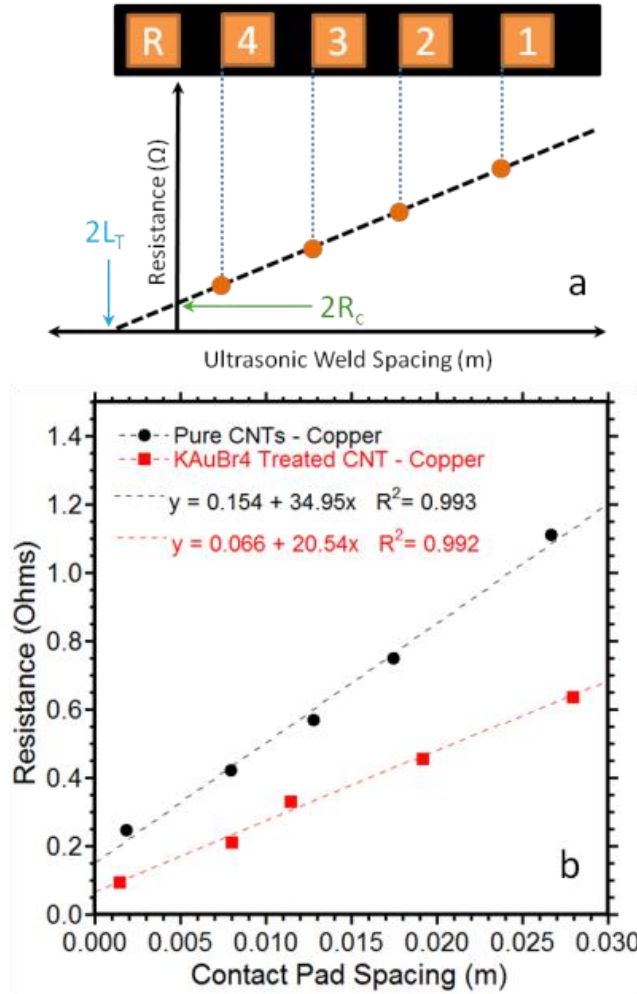 R 4 3 2 1
Resistance (Ω)
2L_T
2R_c
a
Ultrasonic Weld Spacing (m)
Pure CNTs - Copper
KAuBr4 Treated CNT - Copper
y = 0.154 + 34.95x R²= 0.993
y = 0.066 + 20.54x R²= 0.992
Resistance (Ohms)
1.4
1.2
1.0
0.8
0.6
0.4
0.2
0.0
b
0.000 0.005 0.010 0.015 0.020 0.025 0.030
Contact Pad Spacing (m)